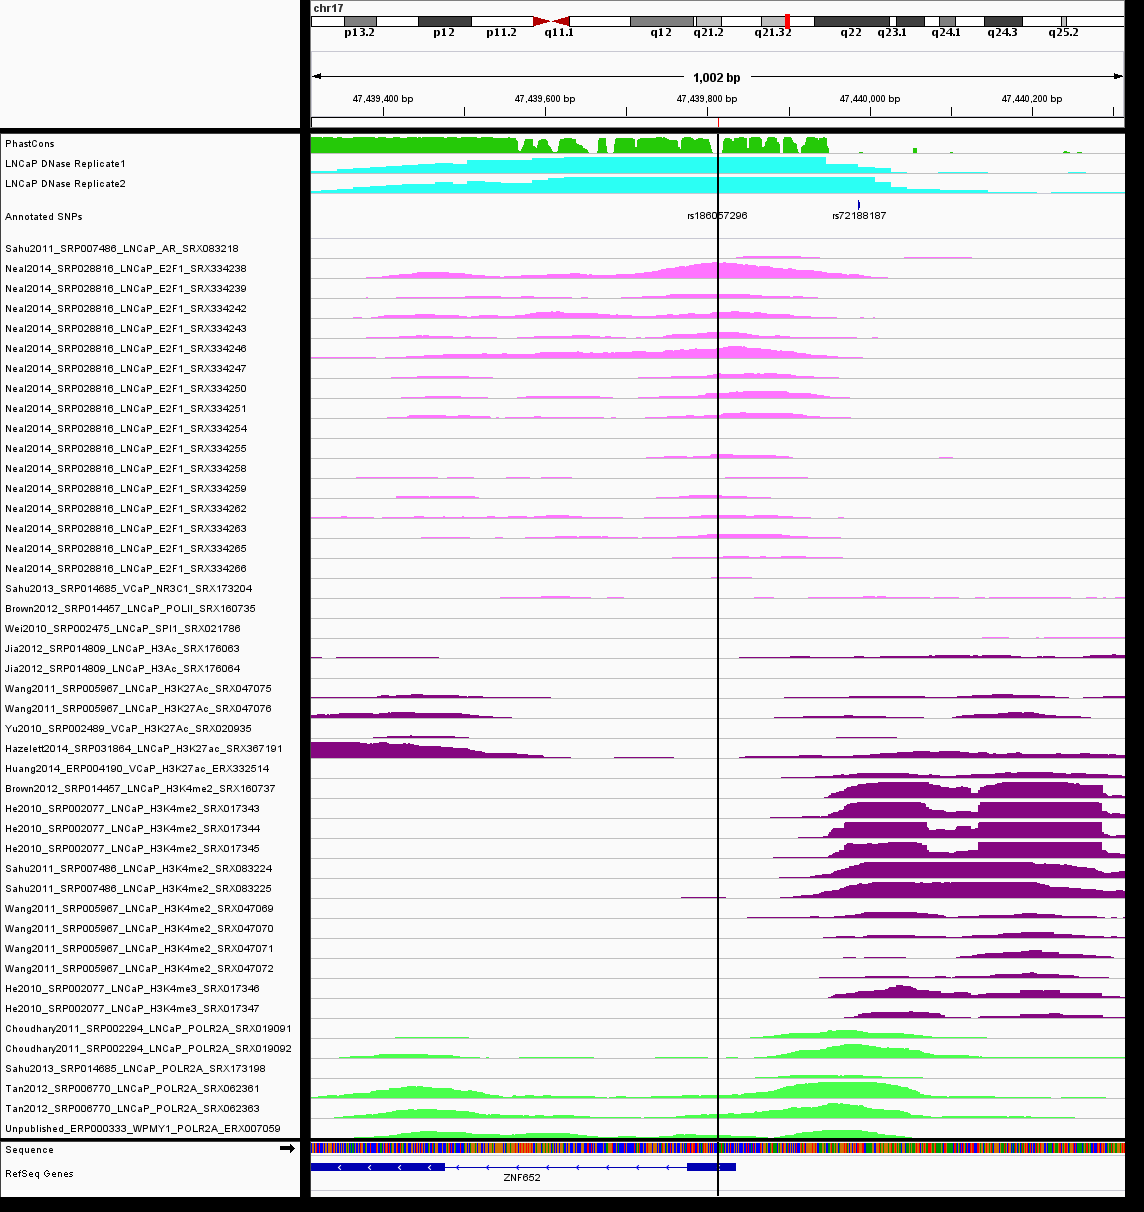 chr17
p13.2 p12 p11.2 q11.1 q12 q21.2 q21.32 q22 q23.1 q24.1 q24.3 q25.2
1,002 bp
47,439,400 bp 47,439,600 bp 47,439,800 bp 47,440,000 bp 47,440,200 bp
PhastCons
LNCaP DNase Replicate1
LNCaP DNase Replicate2
Annotated SNPs rs186057296 rs72188187
Sahu2011_SRP007486_LNCaP_AR_SRX083218
Neal2014_SRP028816_LNCaP_E2F1_SRX334238
Neal2014_SRP028816_LNCaP_E2F1_SRX334239
Neal2014_SRP028816_LNCaP_E2F1_SRX334242
Neal2014_SRP028816_LNCaP_E2F1_SRX334243
Neal2014_SRP028816_LNCaP_E2F1_SRX334246
Neal2014_SRP028816_LNCaP_E2F1_SRX334247
Neal2014_SRP028816_LNCaP_E2F1_SRX334250
Neal2014_SRP028816_LNCaP_E2F1_SRX334251
Neal2014_SRP028816_LNCaP_E2F1_SRX334254
Neal2014_SRP028816_LNCaP_E2F1_SRX334255
Neal2014_SRP028816_LNCaP_E2F1_SRX334258
Neal2014_SRP028816_LNCaP_E2F1_SRX334259
Neal2014_SRP028816_LNCaP_E2F1_SRX334262
Neal2014_SRP028816_LNCaP_E2F1_SRX334263
Neal2014_SRP028816_LNCaP_E2F1_SRX334265
Neal2014_SRP028816_LNCaP_E2F1_SRX334266
Sahu2013_SRP014685_VCaP_NR3C1_SRX173204
Brown2012_SRP014457_LNCaP_POLII_SRX160735
Wei2010_SRP002475_LNCaP_SPI1_SRX021786
Jia2012_SRP014809_LNCaP_H3Ac_SRX176063
Jia2012_SRP014809_LNCaP_H3Ac_SRX176064
Wang2011_SRP005967_LNCaP_H3K27Ac_SRX047075
Wang2011_SRP005967_LNCaP_H3K27Ac_SRX047076
Yu2010_SRP002489_VCaP_H3K27Ac_SRX020935
Hazelett2014_SRP031864_LNCaP_H3K27ac_SRX367191
Huang2014_ERP004190_VCaP_H3K27ac_ERX332514
Brown2012_SRP014457_LNCaP_H3K4me2_SRX160737
He2010_SRP002077_LNCaP_H3K4me2_SRX017343
He2010_SRP002077_LNCaP_H3K4me2_SRX017344
He2010_SRP002077_LNCaP_H3K4me2_SRX017345
Sahu2011_SRP007486_LNCaP_H3K4me2_SRX083224
Sahu2011_SRP007486_LNCaP_H3K4me2_SRX083225
Wang2011_SRP005967_LNCaP_H3K4me2_SRX047069
Wang2011_SRP005967_LNCaP_H3K4me2_SRX047070
Wang2011_SRP005967_LNCaP_H3K4me2_SRX047071
Wang2011_SRP005967_LNCaP_H3K4me2_SRX047072
He2010_SRP002077_LNCaP_H3K4me3_SRX017346
He2010_SRP002077_LNCaP_H3K4me3_SRX017347
Choudhary2011_SRP002294_LNCaP_POLR2A_SRX019091
Choudhary2011_SRP002294_LNCaP_POLR2A_SRX019092
Sahu2013_SRP014685_LNCaP_POLR2A_SRX173198
Tan2012_SRP006770_LNCaP_POLR2A_SRX062361
Tan2012_SRP006770_LNCaP_POLR2A_SRX062363
Unpublished_ERP000333_WPMY1_POLR2A_ERX007059
Sequence
RefSeq Genes
ZNF652